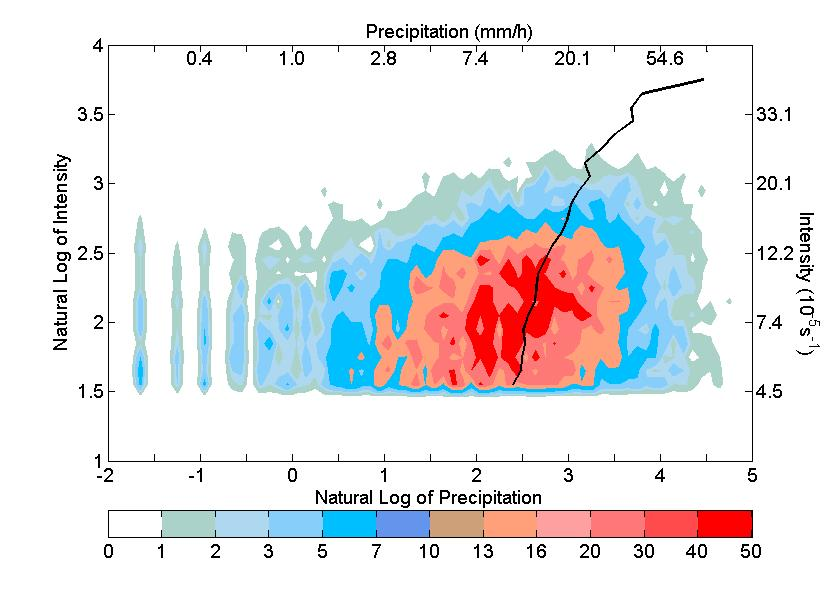 Precipitation (mm/h)
4
0.4 1.0 2.8 7.4 20.1 54.6
3.5 33.1
3 20.1
2.5 12.2
2 7.4
1.5 4.5
1
Natural Log of Intensity
Intensity (10⁻⁵s⁻¹)
-2 -1 0 1 2 3 4 5
Natural Log of Precipitation
0 1 2 3 5 7 10 13 16 20 30 40 50